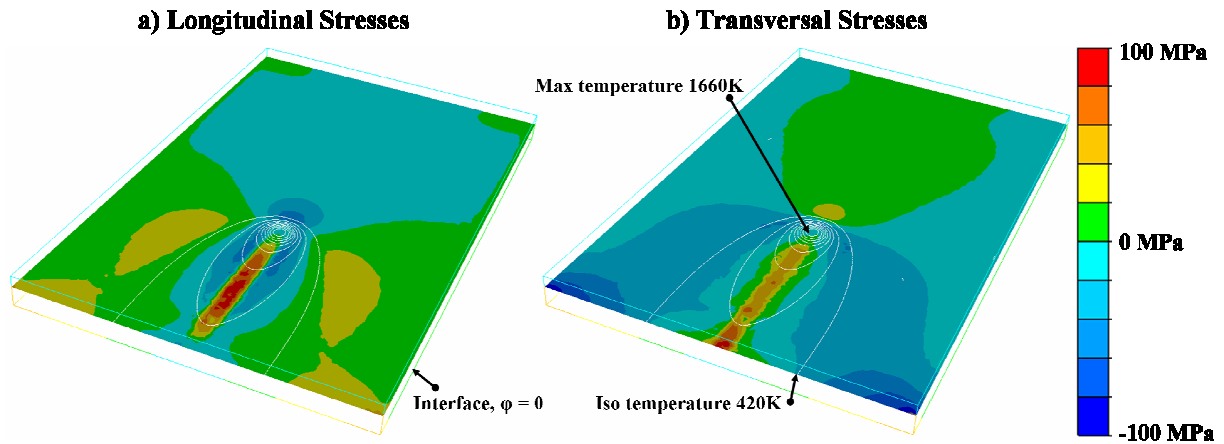 a) Longitudinal Stresses
b) Transversal Stresses
100 MPa
Max temperature 1660K
0 MPa
Interface, φ = 0
Iso temperature 420K
-100 MPa